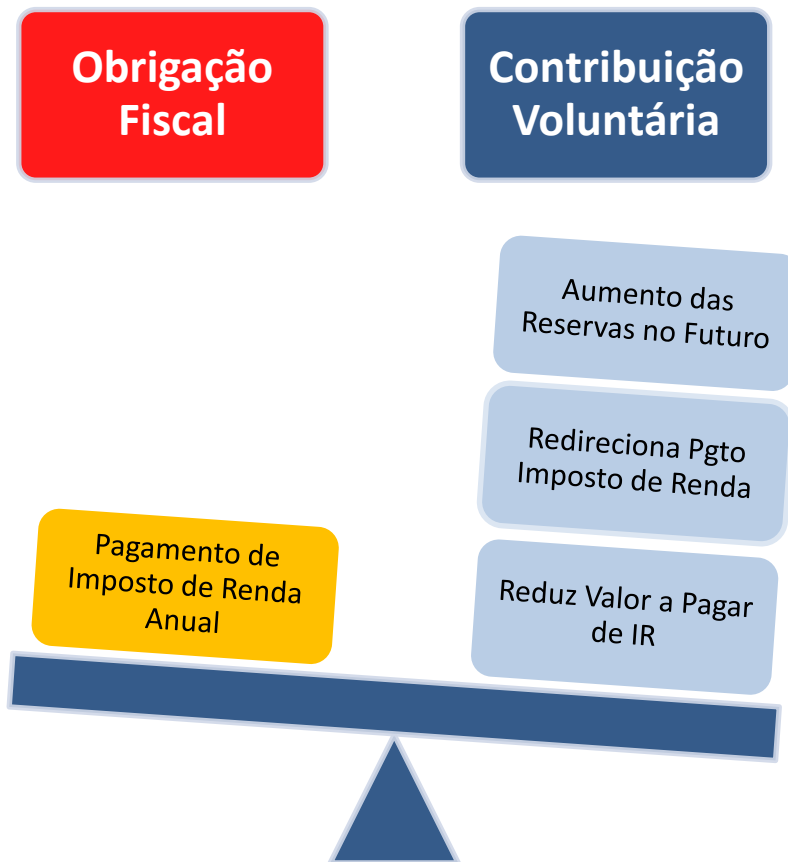 Obrigação
Fiscal
Contribuição
Voluntária
Aumento das
Reservas no Futuro
Redireciona Pgto
Imposto de Renda
Reduz Valor a Pagar
de IR
Pagamento de
Imposto de Renda
Anual